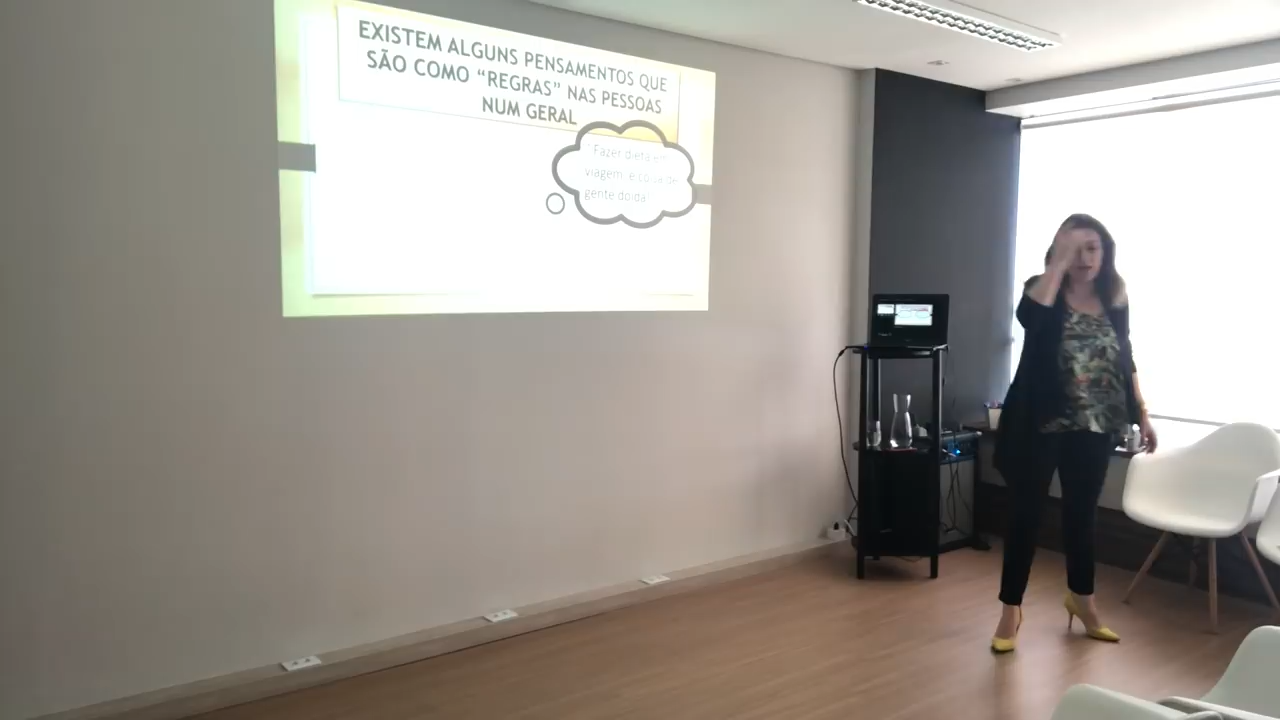 EXISTEM ALGUNS PENSAMENTOS QUE
SÃO COMO “REGRAS” NAS PESSOAS
NUM GERAL
“ Fazer dieta em
viagem, é coisa de
gente doida!